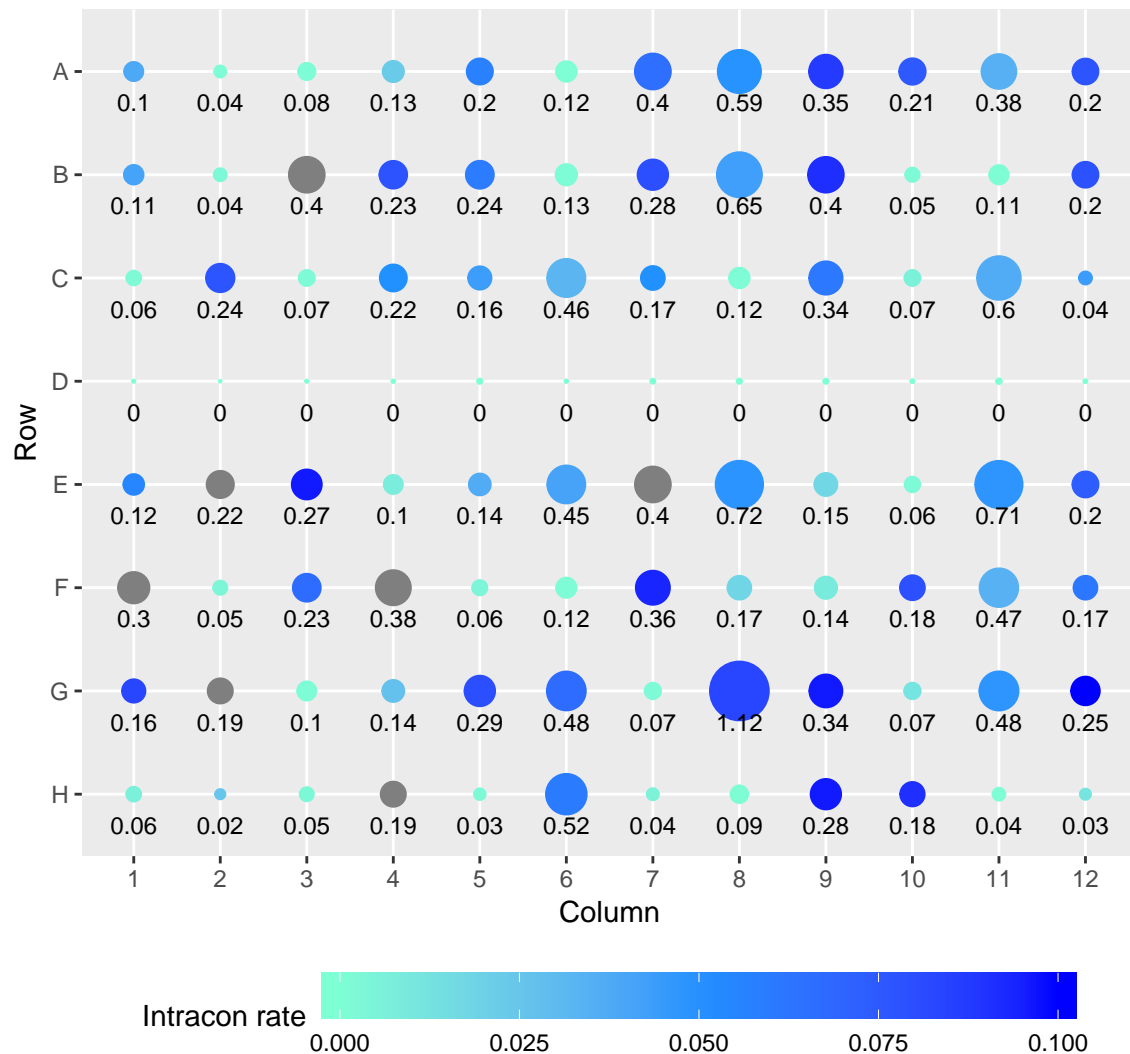 A
0.1 0.04 0.08 0.13 0.2 0.12 0.4 0.59 0.35 0.21 0.38 0.2
B
0.11 0.04 0.4 0.23 0.24 0.13 0.28 0.65 0.4 0.05 0.11 0.2
C
0.06 0.24 0.07 0.22 0.16 0.46 0.17 0.12 0.34 0.07 0.6 0.04
D
0 0 0 0 0 0 0 0 0 0 0 0
Row
E
0.12 0.22 0.27 0.1 0.14 0.45 0.4 0.72 0.15 0.06 0.71 0.2
F
0.3 0.05 0.23 0.38 0.06 0.12 0.36 0.17 0.14 0.18 0.47 0.17
G
0.16 0.19 0.1 0.14 0.29 0.48 0.07 1.12 0.34 0.07 0.48 0.25
H
0.06 0.02 0.05 0.19 0.03 0.52 0.04 0.09 0.28 0.18 0.04 0.03
1 2 3 4 5 6 7 8 9 10 11 12
Column
Intracon rate
0.000 0.025 0.050 0.075 0.100